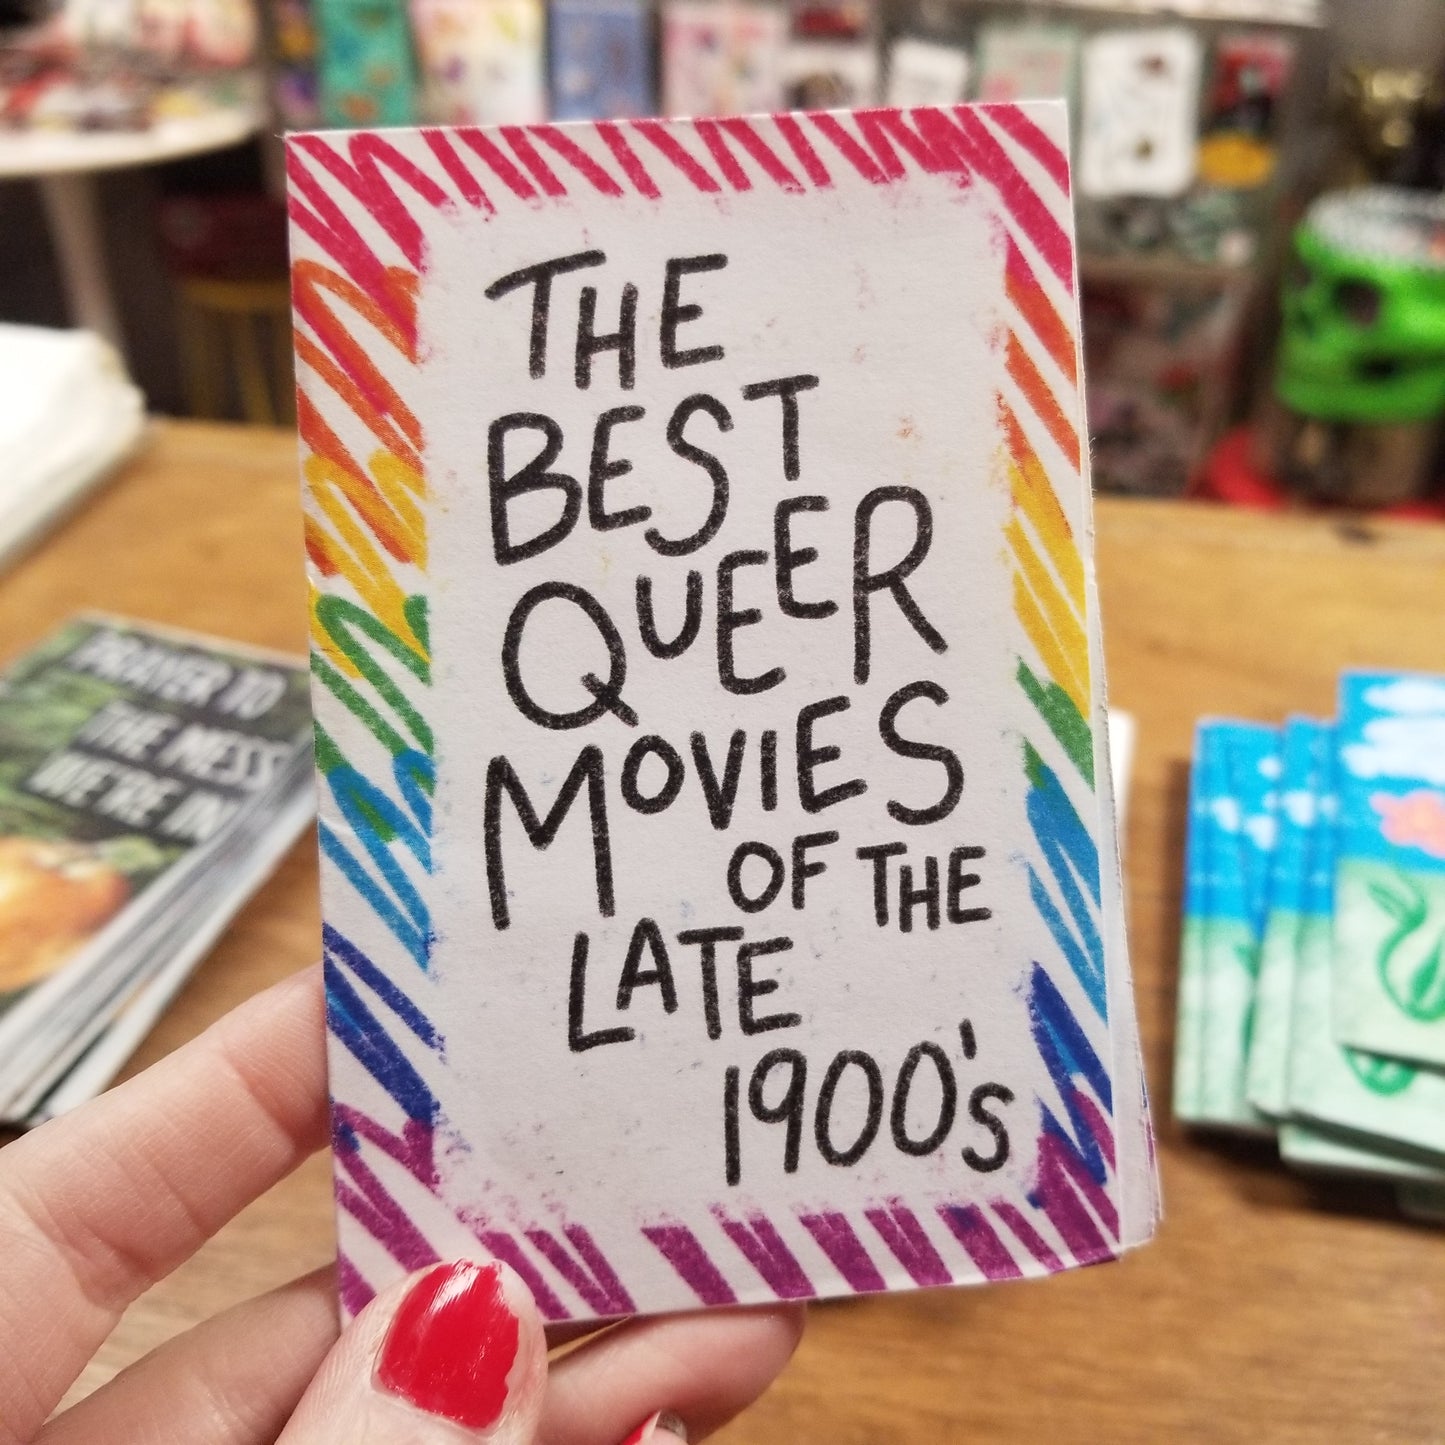 THE
BEST
QUEER
MOVIES
OF THE
LATE
1900's
PRAYER TO
THE MESS
WE'RE IN